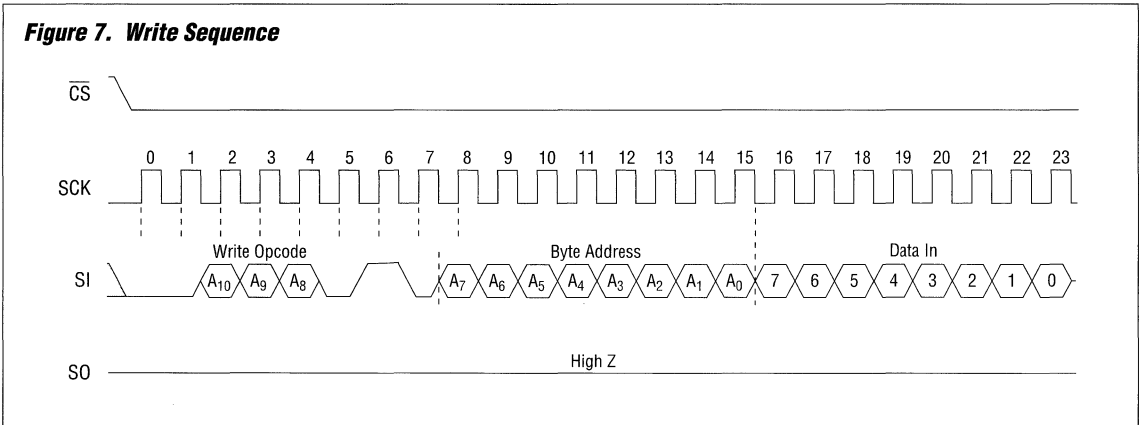 Figure 7. Write Sequence
CS
0 1 2 3 4 5 6 7 8 9 10 11 12 13 14 15 16 17 18 19 20 21 22 23
SCK
Write Opcode Byte Address Data In
SI A10 A9 A8 A7 A6 A5 A4 A3 A2 A1 A0 7 6 5 4 3 2 1 0
High Z
SO